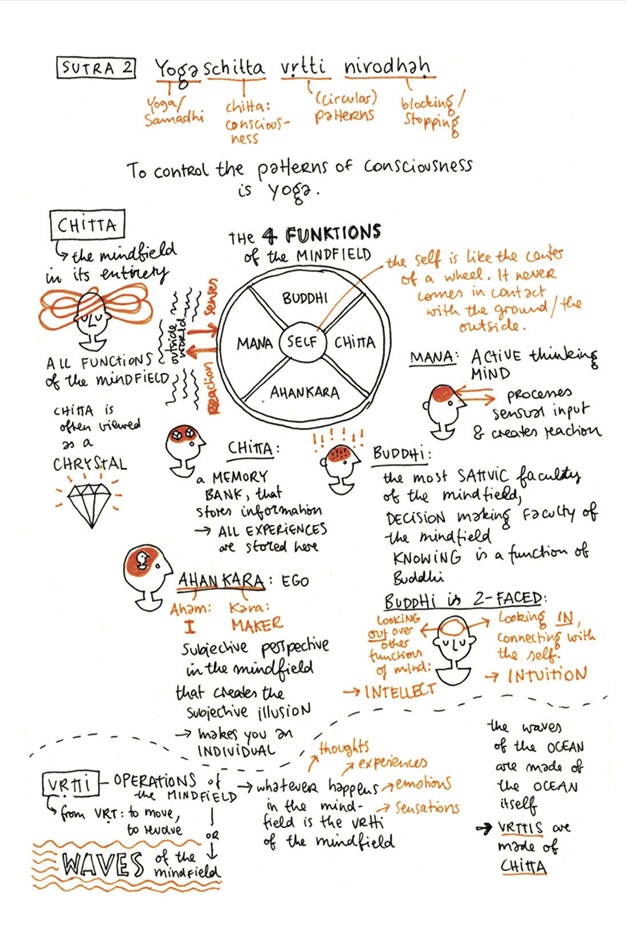 SUTRA 2 Yogaschitta vṛtti nirodhaḥ
Yoga/
Samadhi
chitta:
conscious-
ness
(circular)
patterns
blocking/
stopping
To control the patterns of consciousness
is yoga.
CHITTA
the mindfield
in its entirety
ALL FUNCTIONS
of the MINDFIELD
CHITTA is
often viewed
as a
CHRYSTAL
THE 4 FUNKTIONS
of the MINDFIELD
outside
world
senses
Reaction
BUDDHI
MANA SELF CHITTA
AHANKARA
the self is like the center
of a wheel. It never
comes in contact
with the ground/the
outside.
MANA: ACTIVE thinking
MIND
processes
sensual input
& creates reaction
CHITTA:
a MEMORY
BANK, that
stores information
→ ALL EXPERIENCES
are stored here
BUDDHI:
the most SATTVIC faculty
of the mindfield,
DECISION making faculty of
the mindfield
KNOWING is a function of
Buddhi
AHANKARA: EGO
Aham: Kara:
I MAKER
Subjective perspective
in the mindfield
that creates the
subjective illusion
→ makes you an
INDIVIDUAL
BUDDHI is 2-FACED:
LOOKING
OUT over
other
functions
of mind:
→ INTELLECT
Looking IN,
connecting with
the self.
→ INTUITION
VṚTTI - OPERATIONS of
the MINDFIELD
from VṚT: to move,
to revolve
OR
WAVES of the
mindfield
→ whatever happens
in the mind-
field is the vṛtti
of the mindfield
thoughts
experiences
emotions
sensations
the waves
of the OCEAN
are made of
the OCEAN
itself
→ VṚTTIS are
made of
CHITTA